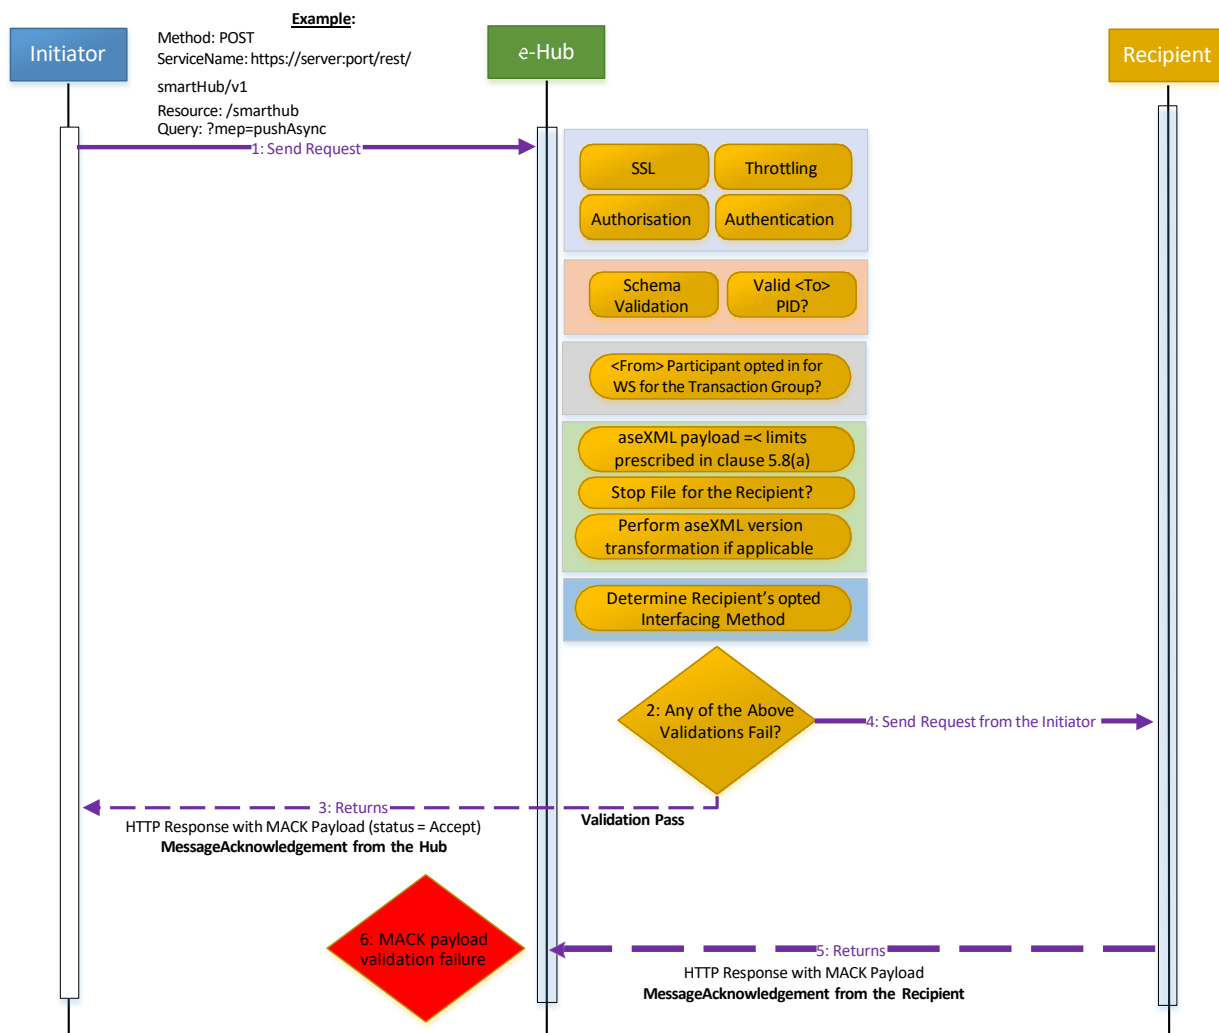 Example:
Initiator
Method: POST
ServiceName: https://server:port/rest/
smartHub/v1
Resource: /smarthub
Query: ?mep=pushAsync
e-Hub
Recipient
1: Send Request
SSL
Throttling
Authorisation
Authentication
Schema
Validation
Valid <To>
PID?
<From> Participant opted in for
WS for the Transaction Group?
aseXML payload =< limits
prescribed in clause 5.8(a)
Stop File for the Recipient?
Perform aseXML version
transformation if applicable
Determine Recipient’s opted
Interfacing Method
2: Any of the Above
Validations Fail?
4: Send Request from the Initiator
3: Returns
HTTP Response with MACK Payload (status = Accept)
MessageAcknowledgement from the Hub
Validation Pass
6: MACK payload
validation failure
5: Returns
HTTP Response with MACK Payload
MessageAcknowledgement from the Recipient